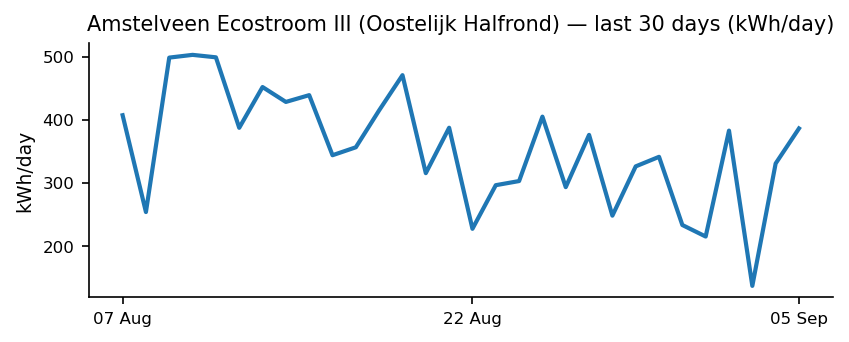 Amstelveen Ecostroom III (Oostelijk Halfrond) — last 30 days (kWh/day)
kWh/day
500
400
300
200
07 Aug
22 Aug
05 Sep